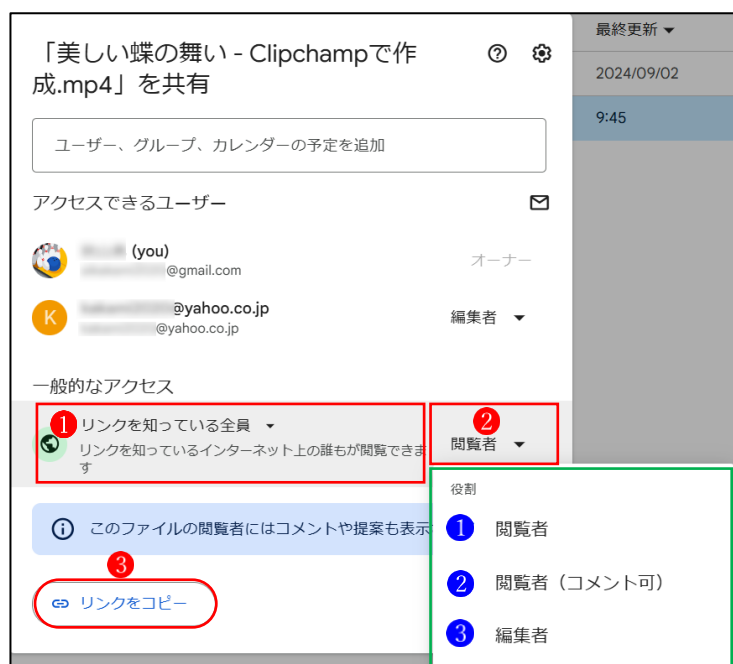 最終更新
「美しい蝶の舞い - Clipchampで作
成.mp4」を共有
2024/09/02
9:45
ユーザー、グループ、カレンダーの予定を追加
アクセスできるユーザー
(you)
@gmail.com
オーナー
@yahoo.co.jp
@yahoo.co.jp
K
編集者
一般的なアクセス
1 リンクを知っている全員
リンクを知っているインターネット上の誰もが閲覧できま
す
2
閲覧者
役割
1 閲覧者
2 閲覧者（コメント可）
3 編集者
このファイルの閲覧者にはコメントや提案も表示
3
リンクをコピー